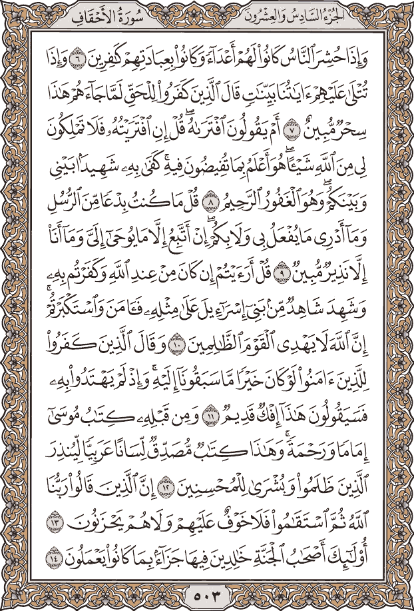 الجزء السادس والعشرون
سورة الأحقاف
وَإِذَا حُشِرَ ٱلنَّاسُ كَانُوا۟ لَهُمْ أَعْدَآءً وَكَانُوا۟ بِعِبَادَتِهِمْ كَٰفِرِينَ ٦ وَإِذَا
تُتْلَىٰ عَلَيْهِمْ ءَايَٰتُنَا بَيِّنَٰتٍ قَالَ ٱلَّذِينَ كَفَرُوا۟ لِلْحَقِّ لَمَّا جَآءَهُمْ هَٰذَا
سِحْرٌ مُّبِينٌ ٧ أَمْ يَقُولُونَ ٱفْتَرَىٰهُ ۖ قُلْ إِنِ ٱفْتَرَيْتُهُۥ فَلَا تَمْلِكُونَ
لِى مِنَ ٱللَّهِ شَيْـًٔا ۖ هُوَ أَعْلَمُ بِمَا تُفِيضُونَ فِيهِ ۖ كَفَىٰ بِهِۦ شَهِيدًۢا بَيْنِى
وَبَيْنَكُمْ ۖ وَهُوَ ٱلْغَفُورُ ٱلرَّحِيمُ ٨ قُلْ مَا كُنتُ بِدْعًا مِّنَ ٱلرُّسُلِ
وَمَآ أَدْرِى مَا يُفْعَلُ بِى وَلَا بِكُمْ ۖ إِنْ أَتَّبِعُ إِلَّا مَا يُوحَىٰٓ إِلَىَّ وَمَآ أَنَا۠
إِلَّا نَذِيرٌ مُّبِينٌ ٩ قُلْ أَرَءَيْتُمْ إِن كَانَ مِنْ عِندِ ٱللَّهِ وَكَفَرْتُم بِهِۦ
وَشَهِدَ شَاهِدٌ مِّنۢ بَنِىٓ إِسْرَٰٓءِيلَ عَلَىٰ مِثْلِهِۦ فَـَٔامَنَ وَٱسْتَكْبَرْتُمْ ۖ
إِنَّ ٱللَّهَ لَا يَهْدِى ٱلْقَوْمَ ٱلظَّٰلِمِينَ ١٠ وَقَالَ ٱلَّذِينَ كَفَرُوا۟
لِلَّذِينَ ءَامَنُوا۟ لَوْ كَانَ خَيْرًا مَّا سَبَقُونَآ إِلَيْهِ ۚ وَإِذْ لَمْ يَهْتَدُوا۟ بِهِۦ
فَسَيَقُولُونَ هَٰذَآ إِفْكٌ قَدِيمٌ ١١ وَمِن قَبْلِهِۦ كِتَٰبُ مُوسَىٰٓ
إِمَامًا وَرَحْمَةً ۚ وَهَٰذَا كِتَٰبٌ مُّصَدِّقٌ لِّسَانًا عَرَبِيًّا لِّيُنذِرَ
ٱلَّذِينَ ظَلَمُوا۟ وَبُشْرَىٰ لِلْمُحْسِنِينَ ١٢ إِنَّ ٱلَّذِينَ قَالُوا۟ رَبُّنَا
ٱللَّهُ ثُمَّ ٱسْتَقَٰمُوا۟ فَلَا خَوْفٌ عَلَيْهِمْ وَلَا هُمْ يَحْزَنُونَ ١٣
أُو۟لَٰٓئِكَ أَصْحَٰبُ ٱلْجَنَّةِ خَٰلِدِينَ فِيهَا جَزَآءًۢ بِمَا كَانُوا۟ يَعْمَلُونَ ١٤
٥٠٣